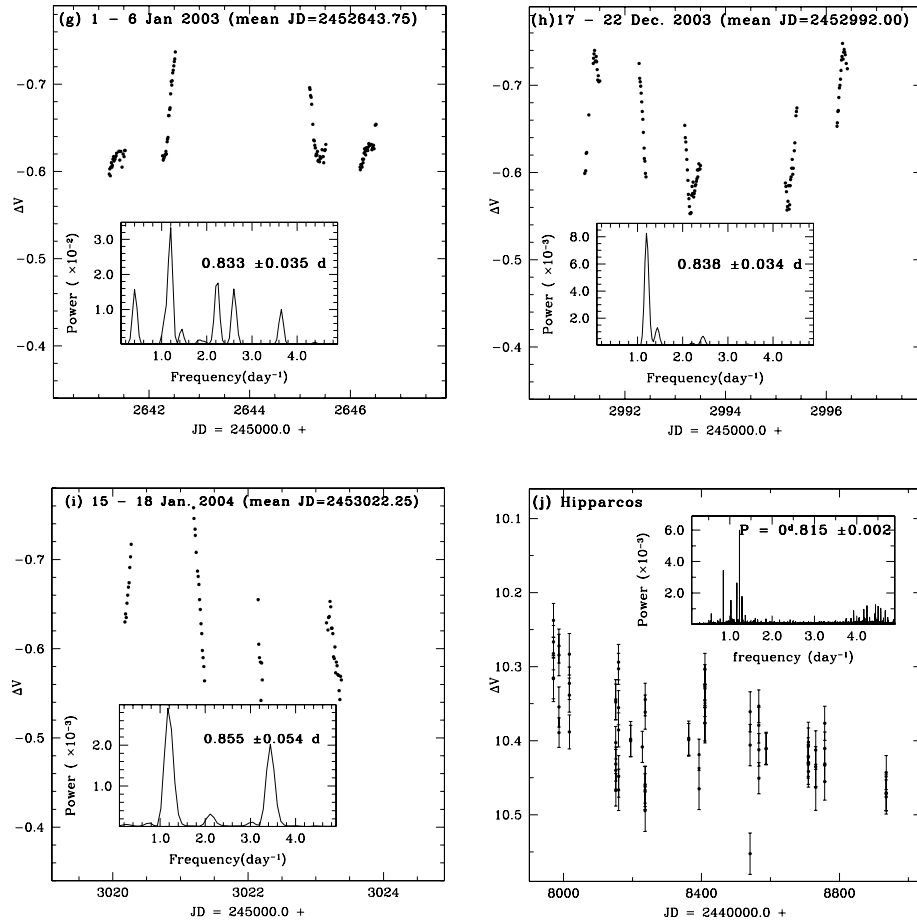 (g) 1 - 6 Jan 2003 (mean JD=2452643.75)
-0.7
-0.6
-0.5
-0.4
ΔV
3.0
2.0
1.0
Power ( ×10⁻²)
0.833 ±0.035 d
1.0 2.0 3.0 4.0
Frequency(day⁻¹)
2642 2644 2646
JD = 245000.0 +
(h)17 - 22 Dec. 2003 (mean JD=2452992.00)
-0.7
-0.6
-0.5
-0.4
ΔV
8.0
6.0
4.0
2.0
Power ( ×10⁻³)
0.838 ±0.034 d
1.0 2.0 3.0 4.0
Frequency(day⁻¹)
2992 2994 2996
JD = 245000.0 +
(i) 15 - 18 Jan. 2004 (mean JD=2453022.25)
-0.7
-0.6
-0.5
-0.4
ΔV
2.0
1.0
Power ( ×10⁻³)
0.855 ±0.054 d
1.0 2.0 3.0 4.0
Frequency(day⁻¹)
3020 3022 3024
JD = 245000.0 +
(j) Hipparcos
10.1
10.2
10.3
10.4
10.5
ΔV
6.0
4.0
2.0
Power ( ×10⁻³)
P = 0ᵈ.815 ±0.002
1.0 2.0 3.0 4.0
frequency (day⁻¹)
8000 8400 8800
JD = 2440000.0 +